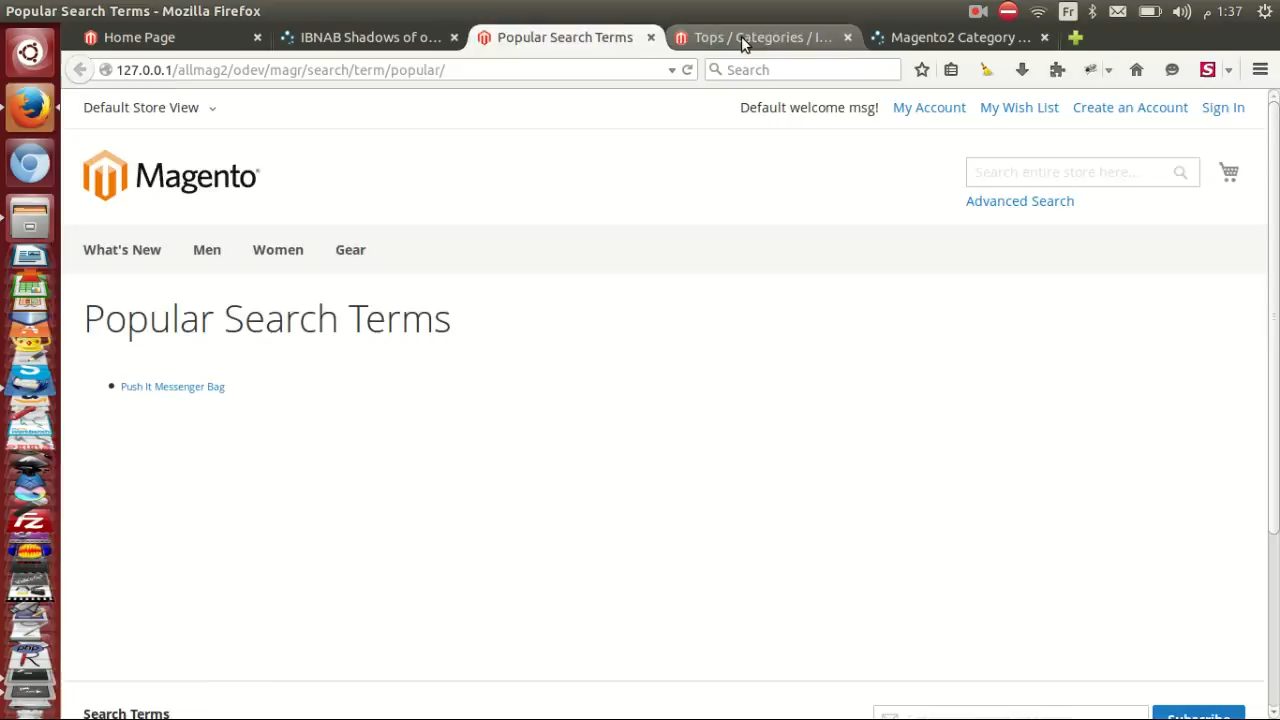 Popular Search Terms - Mozilla Firefox
Fr
1:37 م
Home Page
IBNAB Shadows of o...
Popular Search Terms
Tops / Categories / I...
Magento2 Category ...
127.0.0.1/allmag2/odev/magr/search/term/popular/
Search
S
Default Store View
Default welcome msg!
My Account
My Wish List
Create an Account
Sign In
Magento
Search entire store here...
Advanced Search
What's New
Men
Women
Gear
Popular Search Terms
Push It Messenger Bag
Search Terms
Subscribe